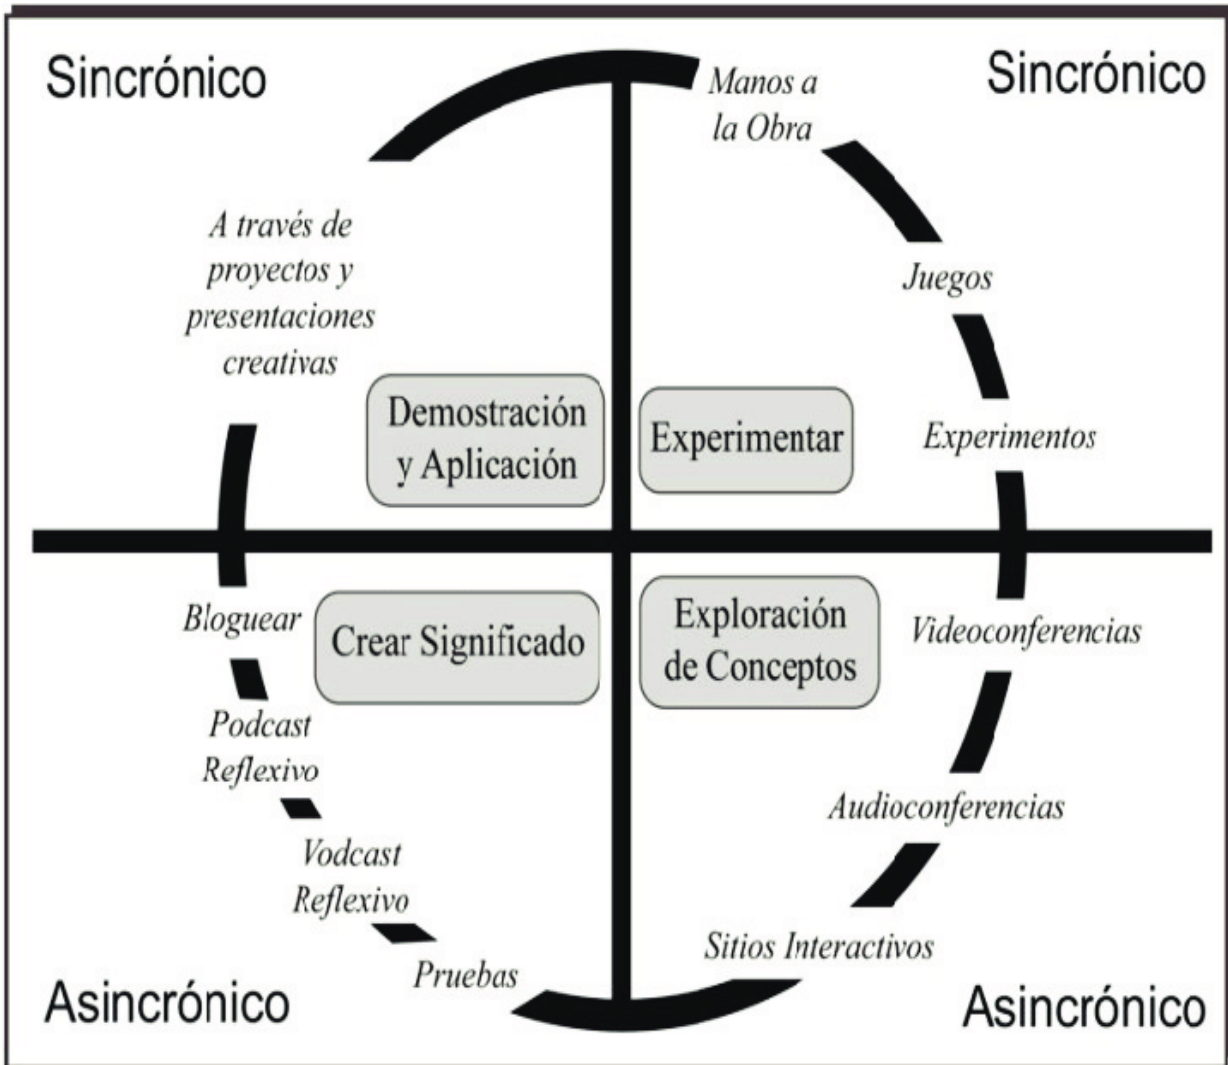 Sincrónico
Sincrónico
Manos a
la Obra
A través de
proyectos y
presentaciones
creativas
Juegos
Experimentos
Demostración
y Aplicación
Experimentar
Crear Significado
Exploración
de Conceptos
Bloguear
Podcast
Reflexivo
Vodcast
Reflexivo
Pruebas
Videoconferencias
Audioconferencias
Sitios Interactivos
Asincrónico
Asincrónico